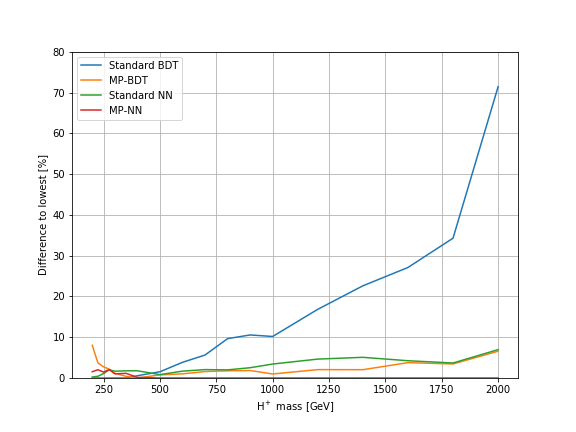 80
70
60
50
40
30
20
10
0
Difference to lowest [%]
Standard BDT
MP-BDT
Standard NN
MP-NN
250 500 750 1000 1250 1500 1750 2000
H⁺ mass [GeV]